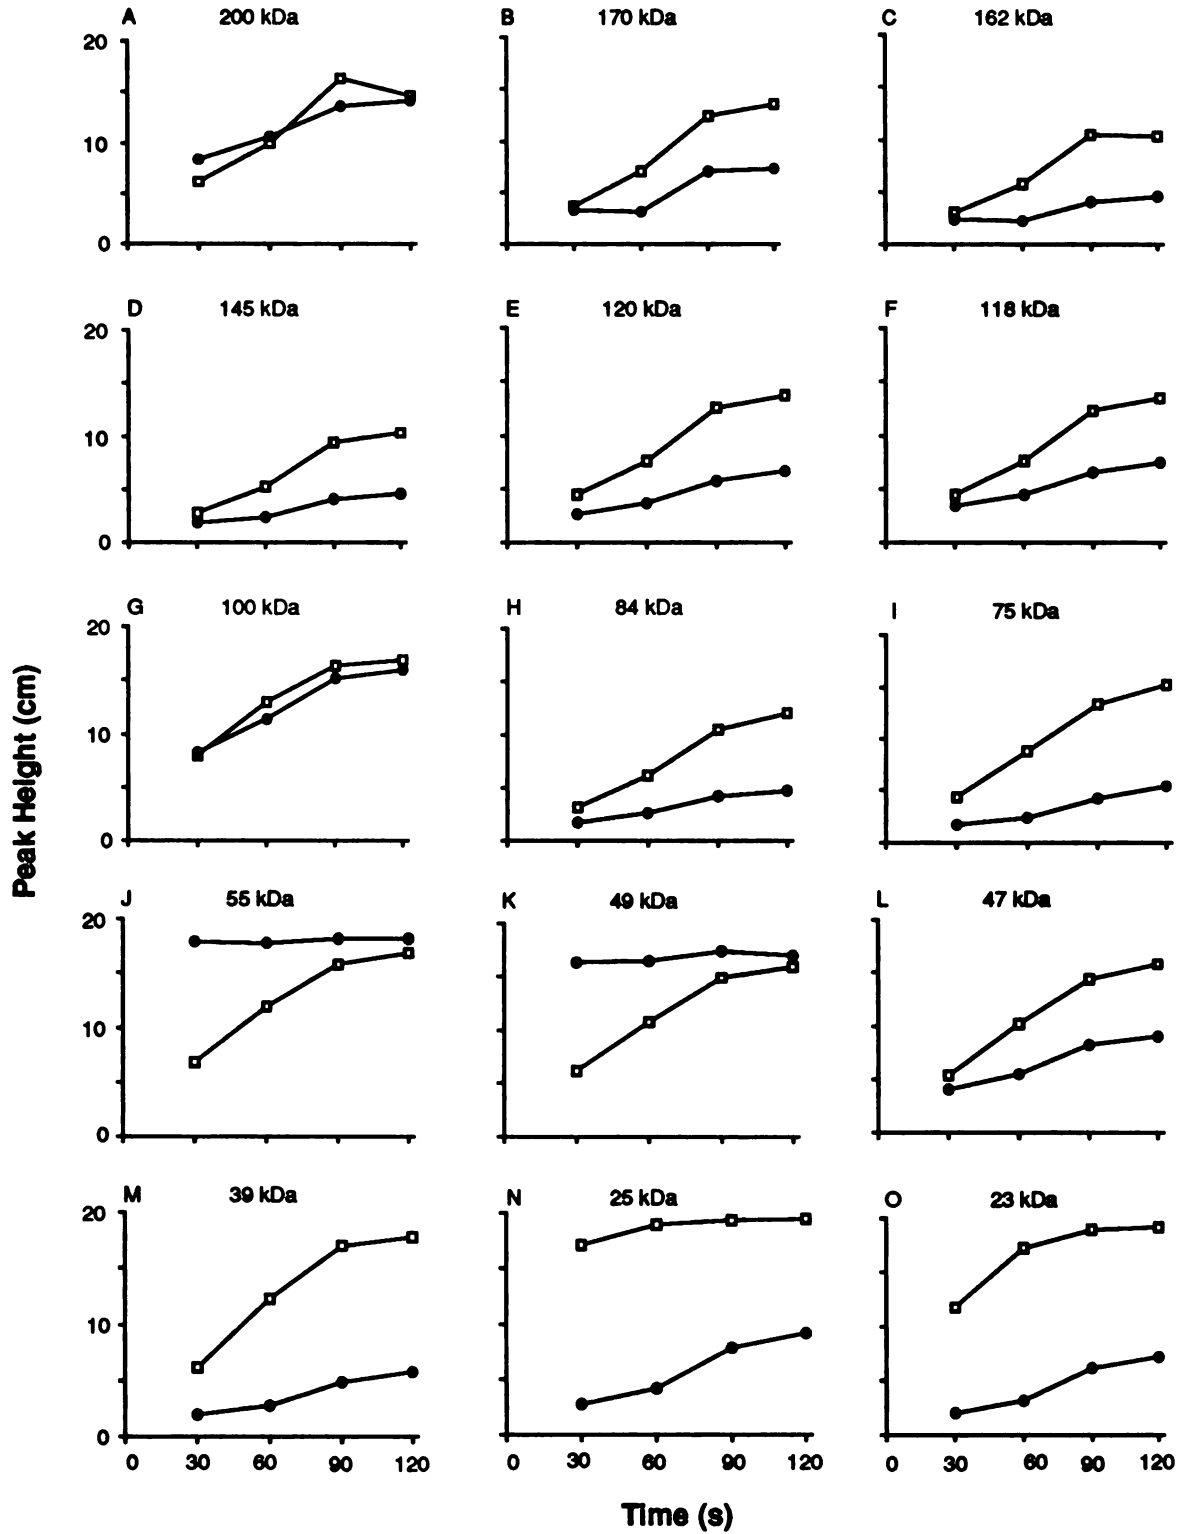 A 200 kDa B 170 kDa C 162 kDa
20
10
0
D 145 kDa E 120 kDa F 118 kDa
20
10
0
G 100 kDa H 84 kDa I 75 kDa
20
10
0
J 55 kDa K 49 kDa L 47 kDa
20
10
0
M 39 kDa N 25 kDa O 23 kDa
20
10
0
0 30 60 90 120 0 30 60 90 120 0 30 60 90 120
Peak Height (cm)
Time (s)